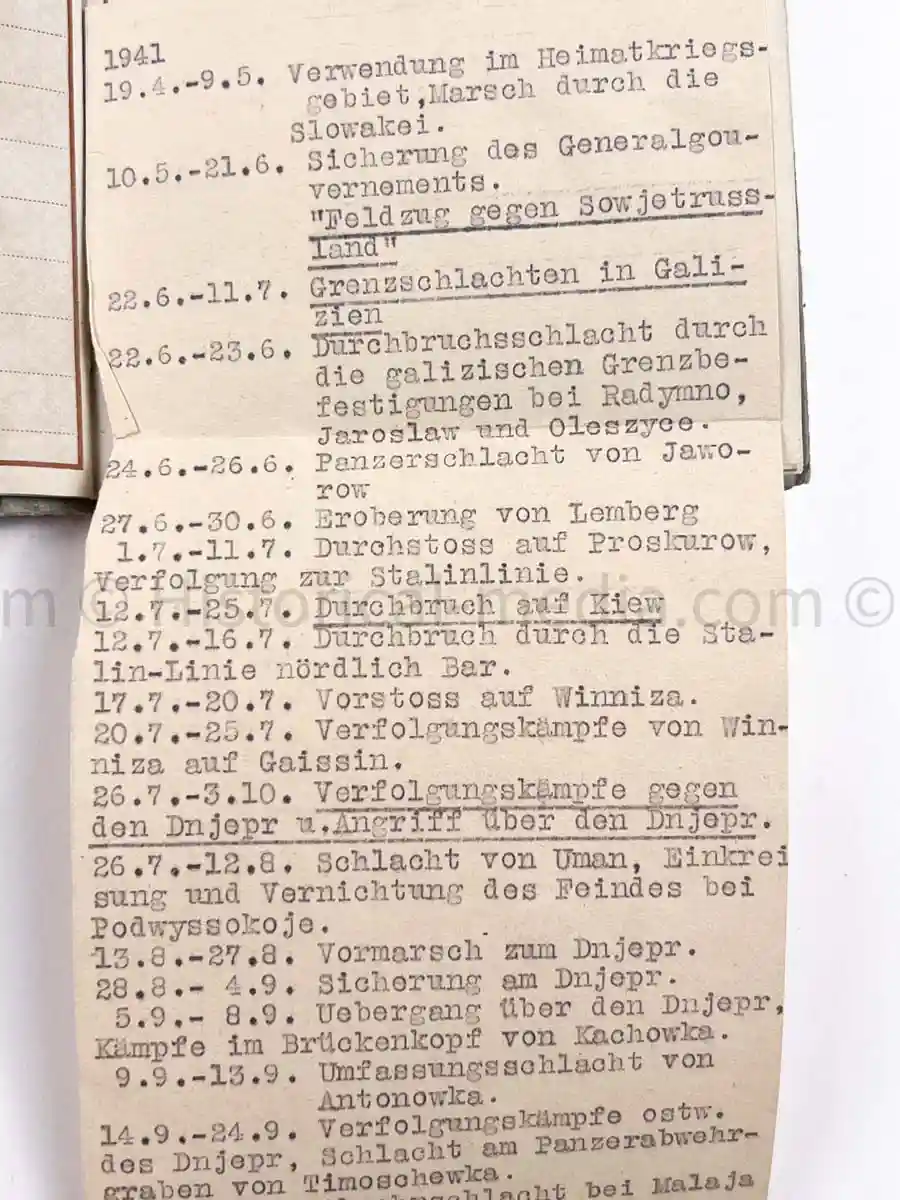 1941
19.4.-9.5. Verwendung im Heimatkriegs-
gebiet,Marsch durch die
Slowakei.
10.5.-21.6. Sicherung des Generalgou-
vernements.
"Feldzug gegen Sowjetruss-
land"
22.6.-11.7. Grenzschlachten in Gali-
zien
22.6.-23.6. Durchbruchsschlacht durch
die galizischen Grenzbe-
festigungen bei Radymno,
Jaroslaw und Oleszyce.
24.6.-26.6. Panzerschlacht von Jawo-
row
27.6.-30.6. Eroberung von Lemberg
1.7.-11.7. Durchstoss auf Proskurow,
Verfolgung zur Stalinlinie.
12.7.-25.7. Durchbruch auf Kiew
12.7.-16.7. Durchbruch durch die Sta-
lin-Linie nördlich Bar.
17.7.-20.7. Vorstoss auf Winniza.
20.7.-25.7. Verfolgungskämpfe von Win-
niza auf Gaissin.
26.7.-3.10. Verfolgungskämpfe gegen
den Dnjepr u.Angriff über den Dnjepr.
26.7.-12.8. Schlacht von Uman, Einkrei
sung und Vernichtung des Feindes bei
Podwyssokoje.
13.8.-27.8. Vormarsch zum Dnjepr.
28.8.- 4.9. Sicherung am Dnjepr.
5.9.- 8.9. Uebergang über den Dnjepr,
Kämpfe im Brückenkopf von Kachowka.
9.9.-13.9. Umfassungsschlacht von
Antonowka.
14.9.-24.9. Verfolgungskämpfe ostw.
des Dnjepr, Schlacht am Panzerabwehr-
graben von Timoschewka.
bei Malaja